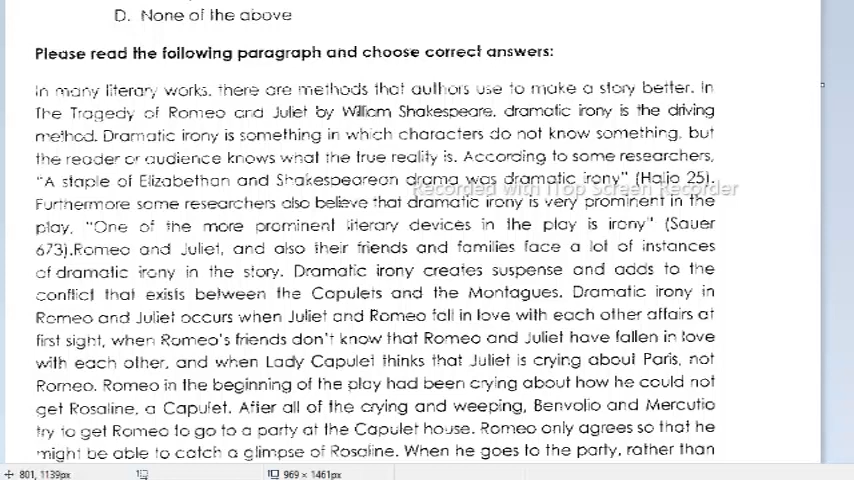 D. None of the above
Please read the following paragraph and choose correct answers:
In many literary works, there are methods that authors use to make a story better. In
The Tragedy of Romeo and Juliet by William Shakespeare, dramatic irony is the driving
method. Dramatic irony is something in which characters do not know something, but
the reader or audience knows what the true reality is. According to some researchers,
"A staple of Elizabethan and Shakespearean drama was dramatic irony" (Hajio 25).
Recorded with iTop Screen Recorder
Furthermore some researchers also believe that dramatic irony is very prominent in the
play, "One of the more prominent literary devices in the play is irony" (Sauer
673).Romeo and Juliet, and also their friends and families face a lot of instances
of dramatic irony in the story. Dramatic irony creates suspense and adds to the
conflict that exists between the Capulets and the Montagues. Dramatic irony in
Romeo and Juliet occurs when Juliet and Romeo fall in love with each other affairs at
first sight, when Romeo's friends don't know that Romeo and Juliet have fallen in love
with each other, and when Lady Capulet thinks that Juliet is crying about Paris, not
Romeo. Romeo in the beginning of the play had been crying about how he could not
get Rosaline, a Capulet. After all of the crying and weeping, Benvolio and Mercutio
try to get Romeo to go to a party at the Capulet house. Romeo only agrees so that he
might be able to catch a glimpse of Rosaline. When he goes to the party, rather than
801, 1139px
969 × 1461px